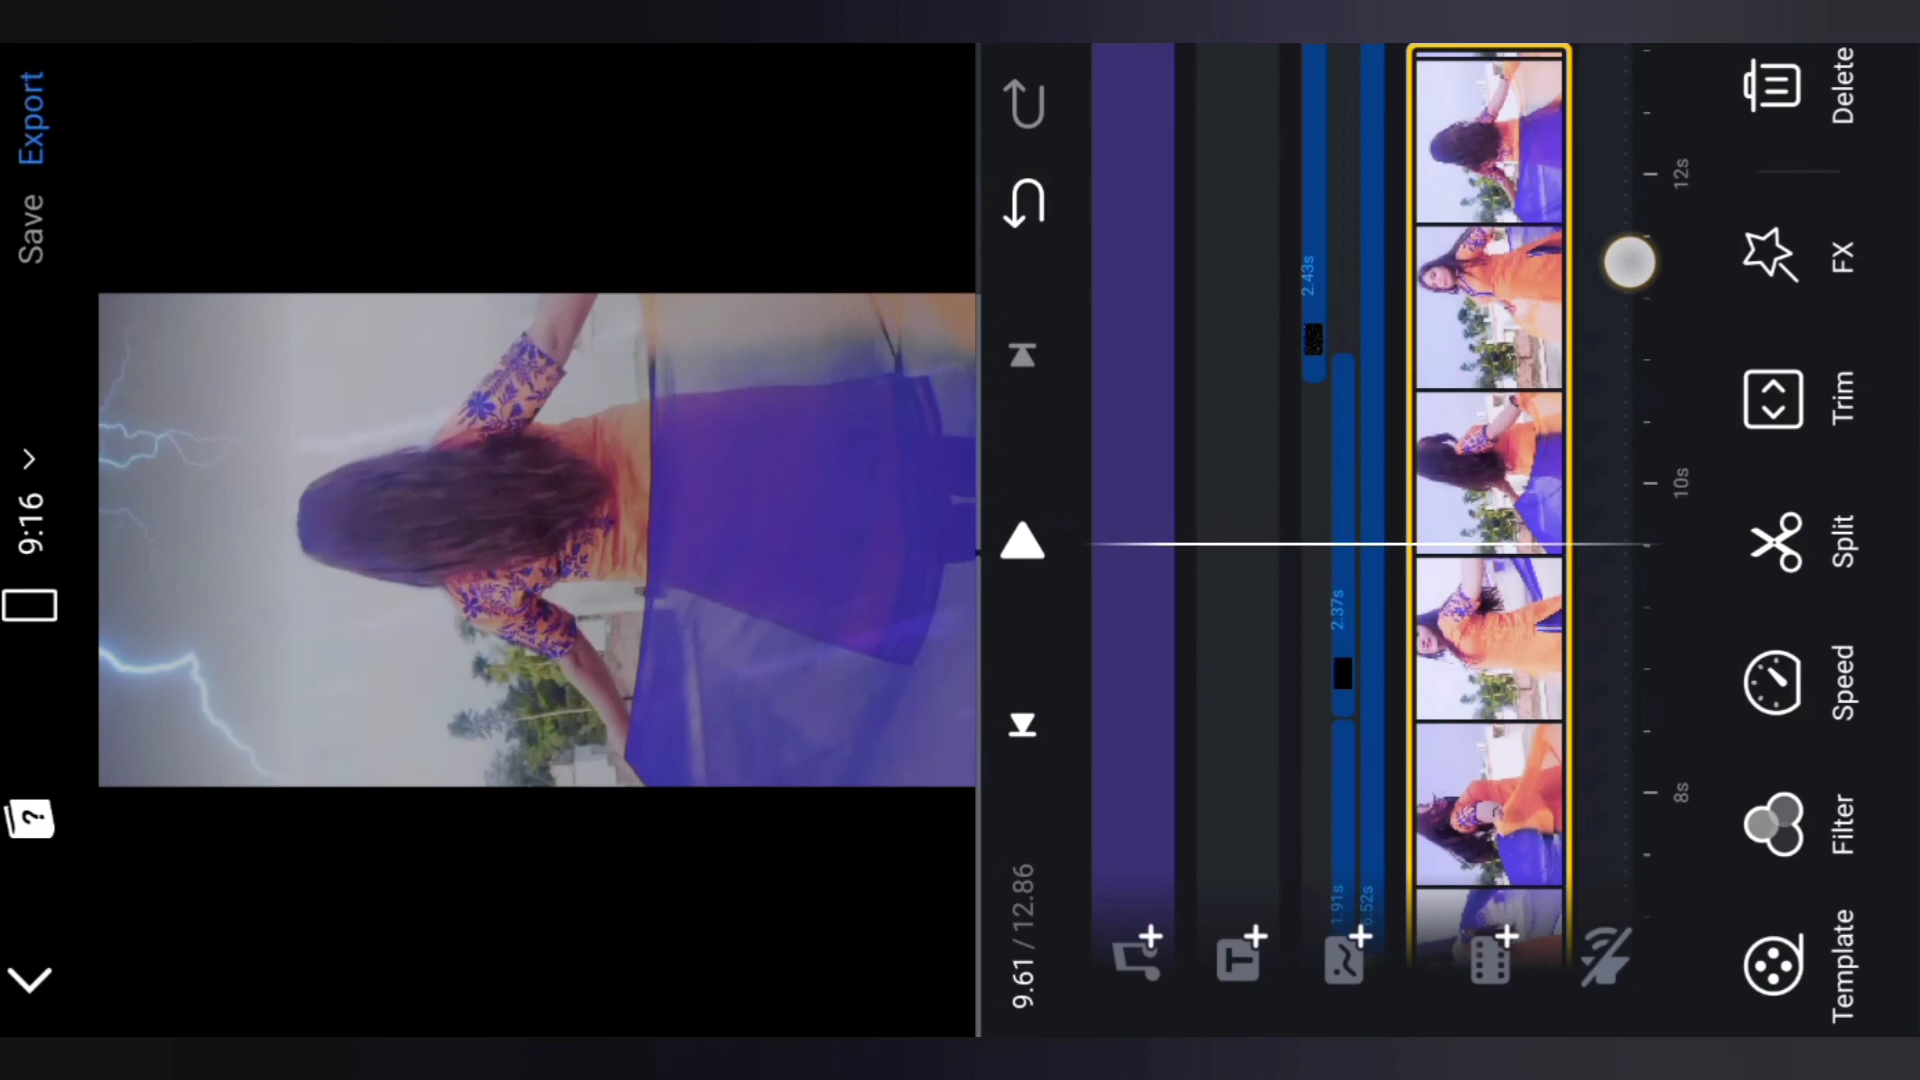 9:16
Save
Export
9.61 / 12.86
2.43s
2.37s
1.91s
6.52s
8s
10s
12s
Template
Filter
Speed
Split
Trim
FX
Delete